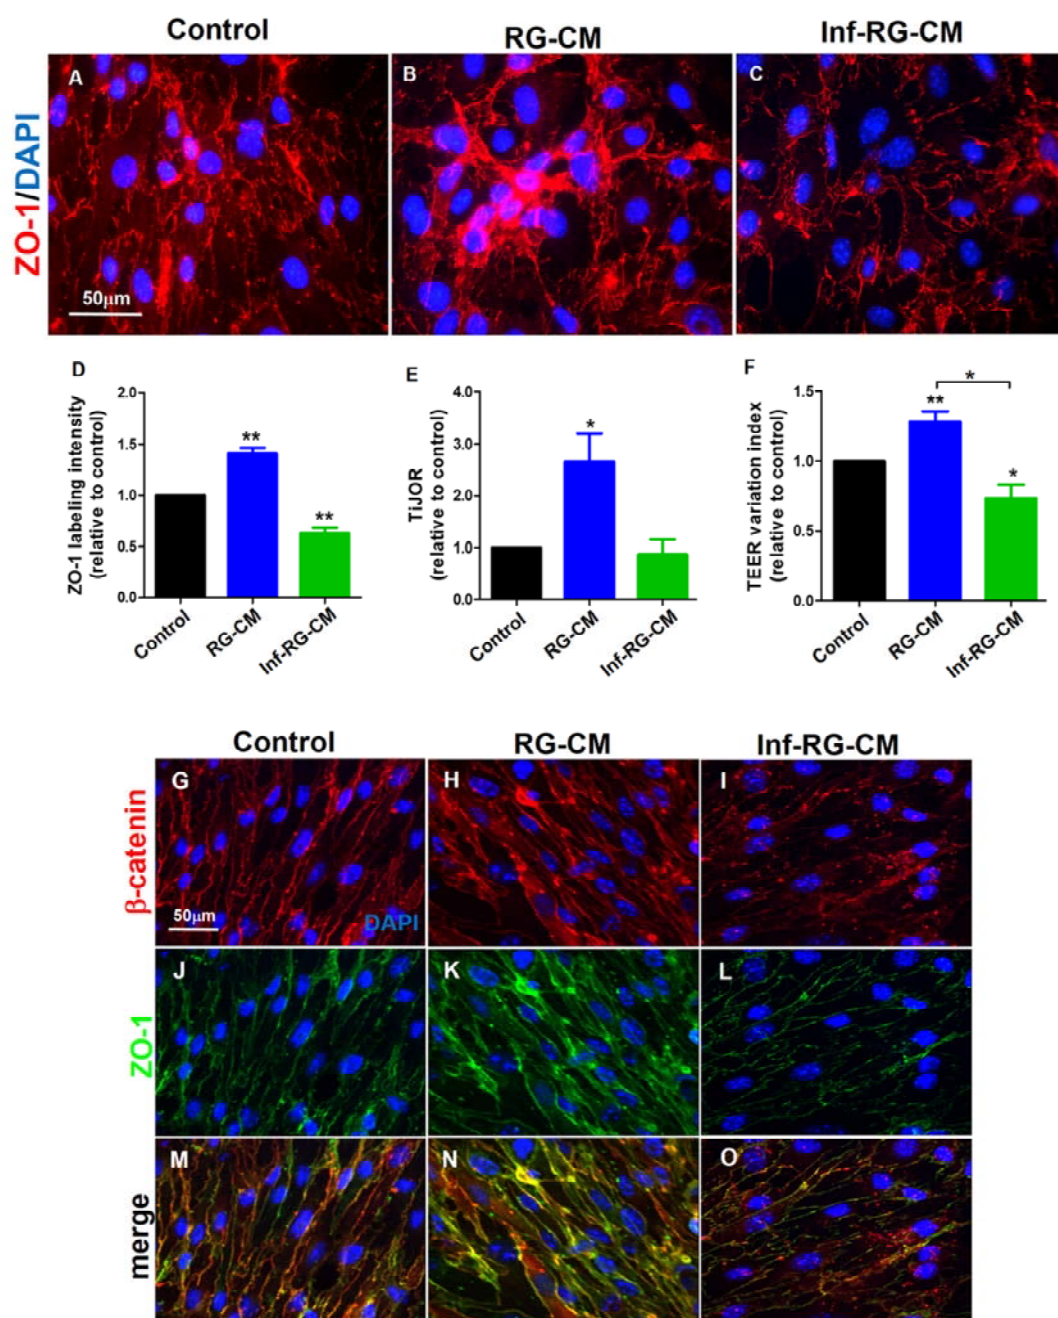 Control
RG-CM
Inf-RG-CM
ZO-1/DAPI
A
B
C
50μm
D
ZO-1 labeling intensity
(relative to control)
2.0
1.5
1.0
0.5
0.0
**
**
Control
RG-CM
Inf-RG-CM
E
TiJOR
(relative to control)
4.0
3.0
2.0
1.0
0.0
*
Control
RG-CM
Inf-RG-CM
F
TEER variation index
(relative to control)
1.5
1.0
0.5
0.0
**
*
*
Control
RG-CM
Inf-RG-CM
Control
RG-CM
Inf-RG-CM
β-catenin
G
H
I
50μm
DAPI
ZO-1
J
K
L
merge
M
N
O